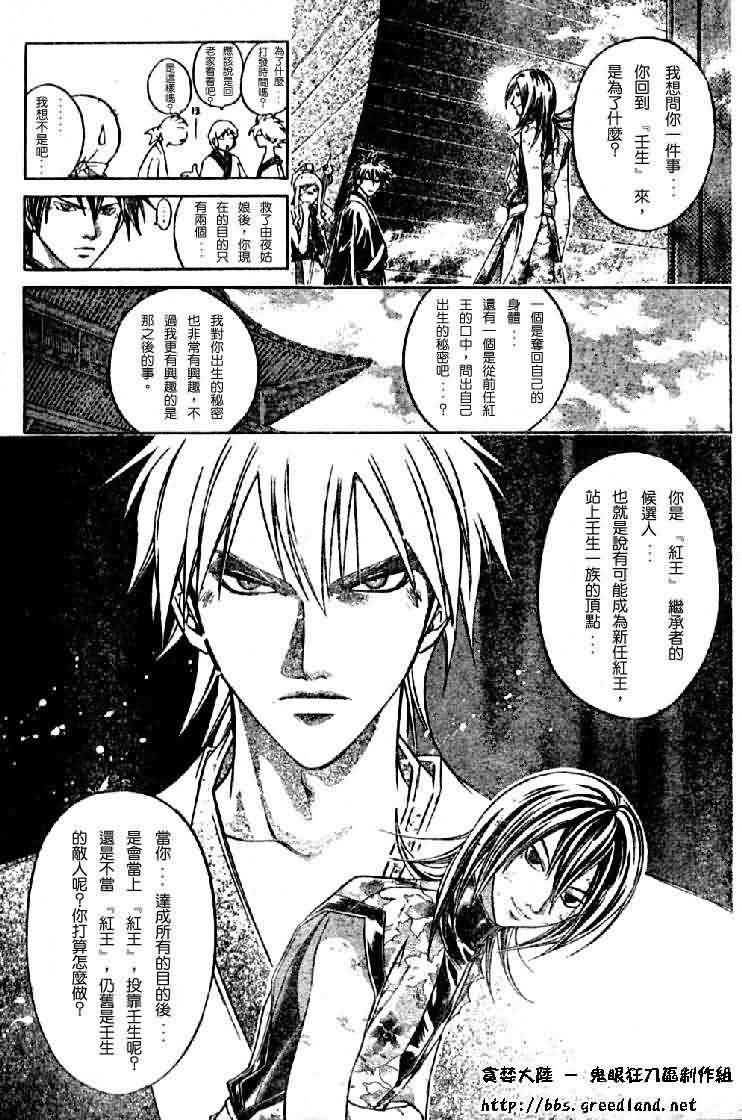 我想問你一件事⋯
你回到『壬生』來，
是為了什麼？
為了什麼⋯
打發時間嗎？
應該說是回
老家看看吧？
是這樣嗎？
⋯⋯⋯
我想不是吧⋯
救了由夜姑
娘後，你現
在的目的只
有兩個⋯
⋯
一個是奪回自己的
身體⋯
還有一個是從前任紅
王的口中，問出自己
出生的秘密吧⋯？
我對你出生的秘密
也非常有興趣，不
過我更有興趣的是
那之後的事。
你是『紅王』繼承者的
候選人⋯
也就是說有可能成為新任紅王，
站上壬生一族的頂點⋯
當你⋯達成所有的目的後⋯
是會當上『紅王』，投靠壬生呢？
還是不當『紅王』，仍舊是壬生
的敵人呢？你打算怎麼做？
貪婪大陸 － 鬼眼狂刀區制作組
http://bbs.greedland.net/